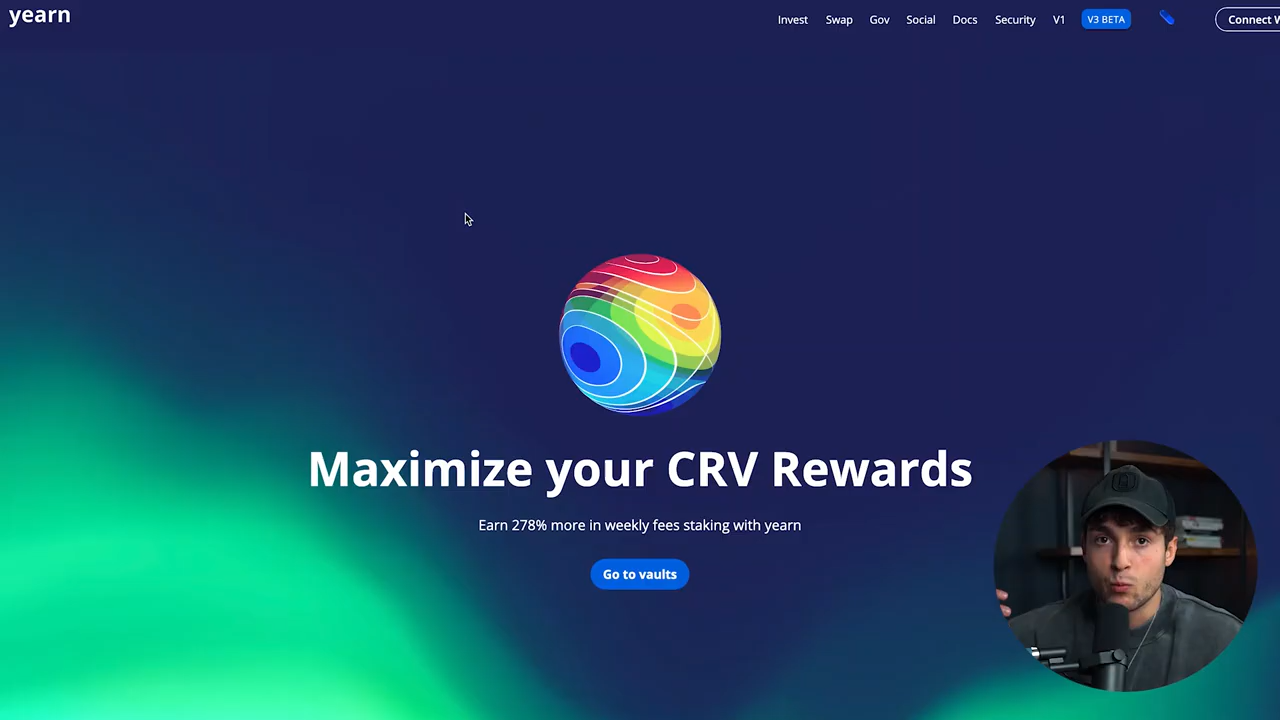 yearn
Invest Swap Gov Social Docs Security V1 V3 BETA Connect W
Maximize your CRV Rewards
Earn 278% more in weekly fees staking with yearn
Go to vaults